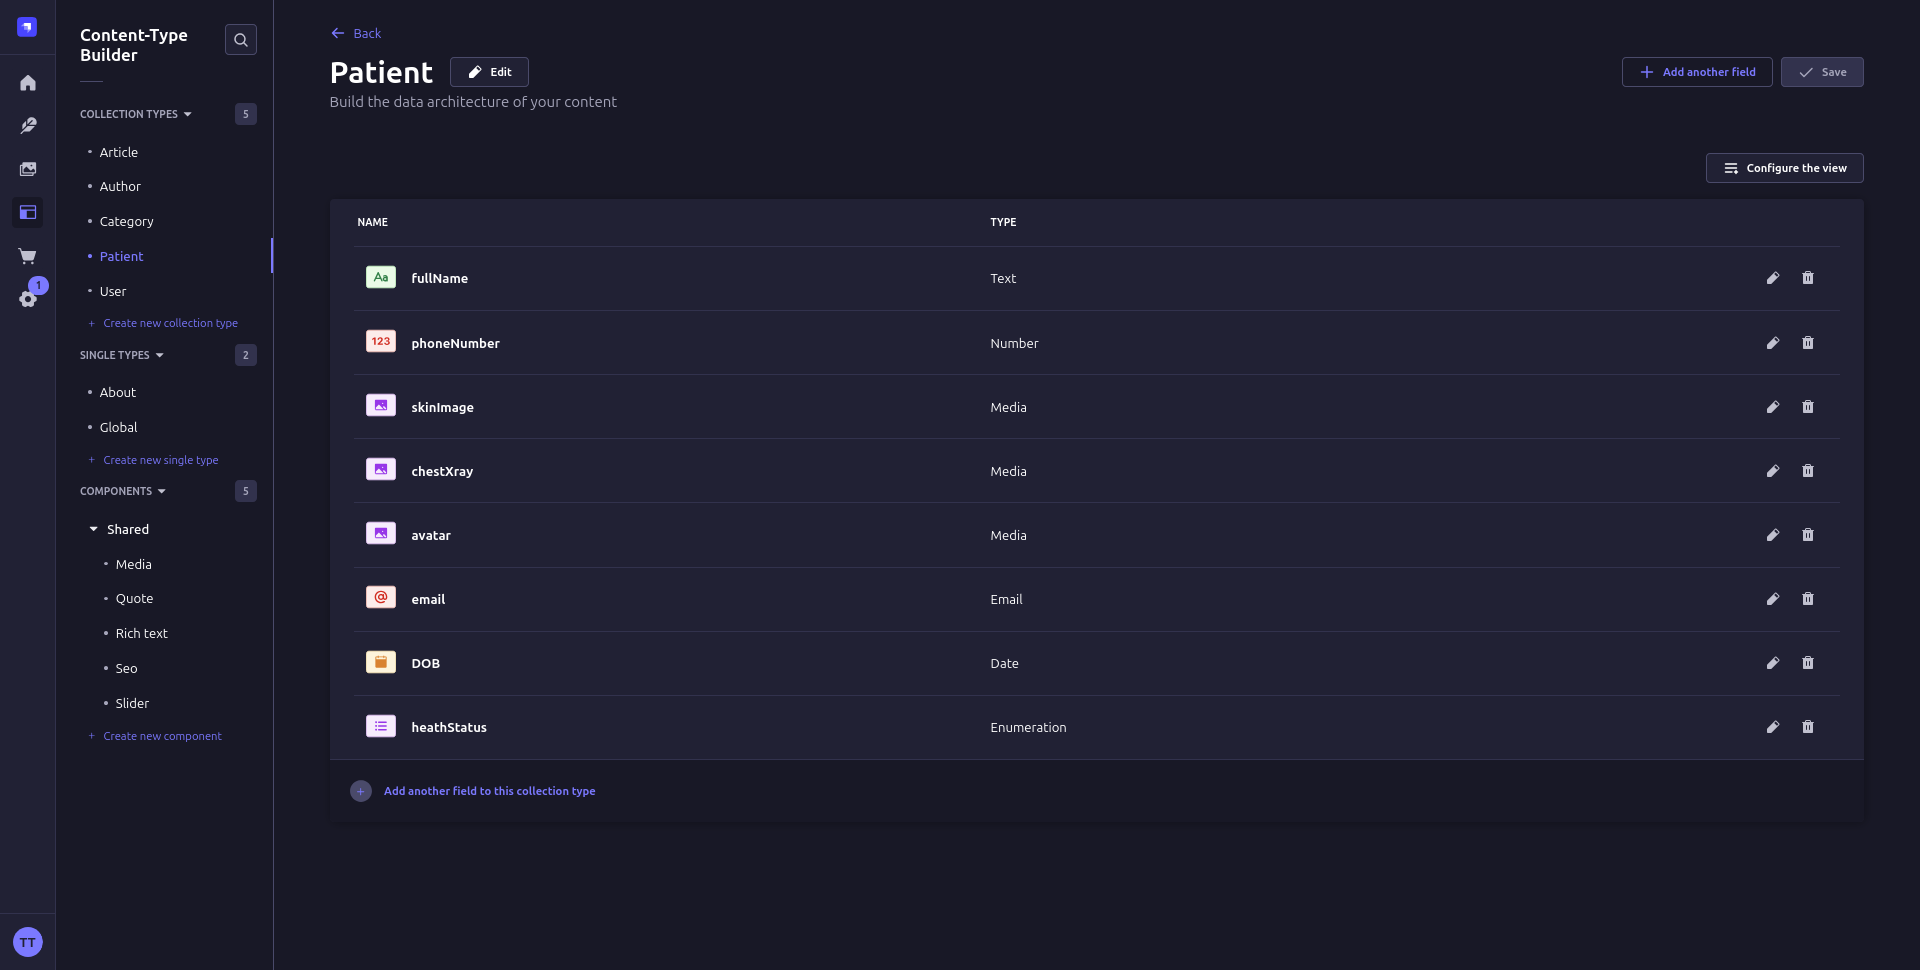 Content-Type
Builder
COLLECTION TYPES 5
Article
Author
Category
Patient
User
+ Create new collection type
SINGLE TYPES 2
About
Global
+ Create new single type
COMPONENTS 5
Shared
Media
Quote
Rich text
Seo
Slider
+ Create new component
1
TT
Back
Patient Edit
Build the data architecture of your content
Add another field Save
Configure the view
NAME TYPE
Aa fullName Text
123 phoneNumber Number
skinImage Media
chestXray Media
avatar Media
@ email Email
DOB Date
heathStatus Enumeration
+ Add another field to this collection type